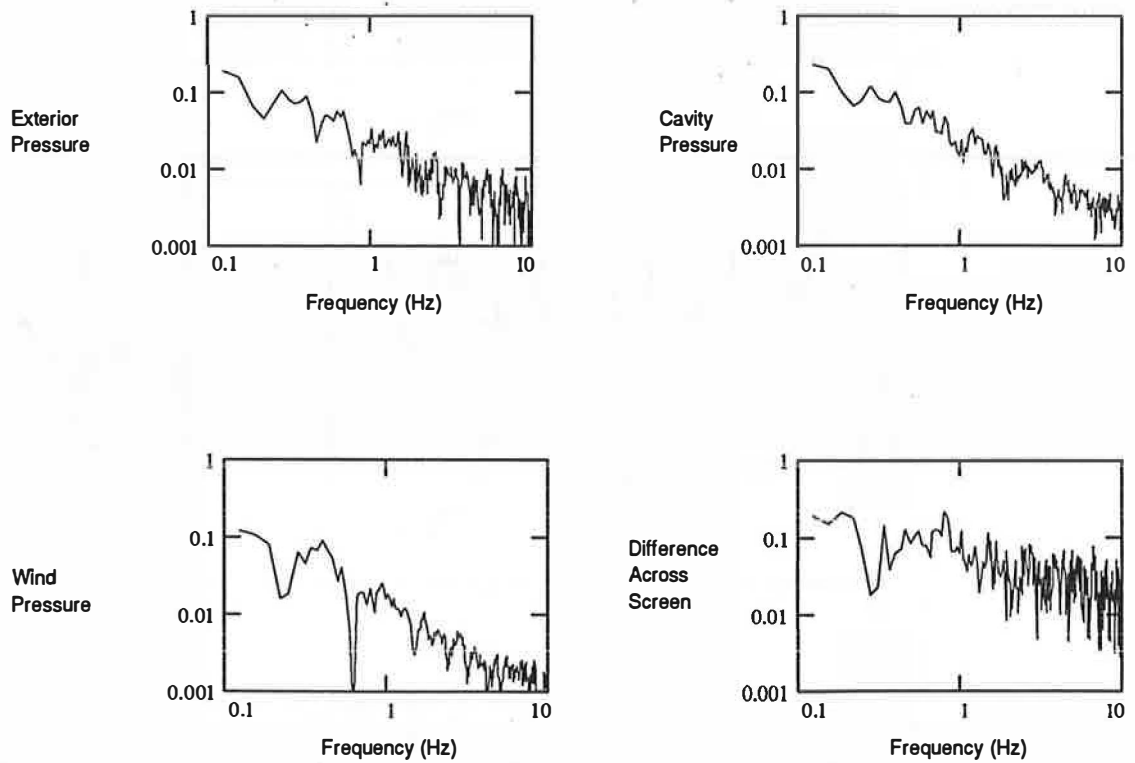 Exterior
Pressure
1
0.1
0.01
0.001
0.1 1 10
Frequency (Hz)
Cavity
Pressure
1
0.1
0.01
0.001
0.1 1 10
Frequency (Hz)
Wind
Pressure
1
0.1
0.01
0.001
0.1 1 10
Frequency (Hz)
Difference
Across
Screen
1
0.1
0.01
0.001
0.1 1 10
Frequency (Hz)